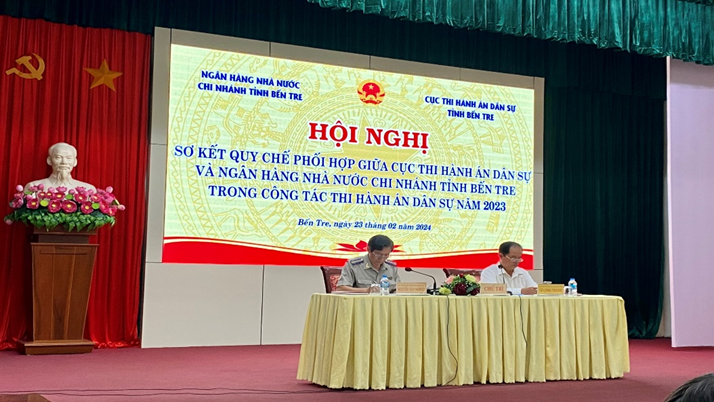 NGÂN HÀNG NHÀ NƯỚC
CHI NHÁNH TỈNH BẾN TRE
CỤC THI HÀNH ÁN DÂN SỰ
TỈNH BẾN TRE
HỘI NGHỊ
SƠ KẾT QUY CHẾ PHỐI HỢP GIỮA CỤC THI HÀNH ÁN DÂN SỰ
VÀ NGÂN HÀNG NHÀ NƯỚC CHI NHÁNH TỈNH BẾN TRE
TRONG CÔNG TÁC THI HÀNH ÁN DÂN SỰ NĂM 2023
Bến Tre, ngày 23 tháng 02 năm 2024
CHỦ TRÌ